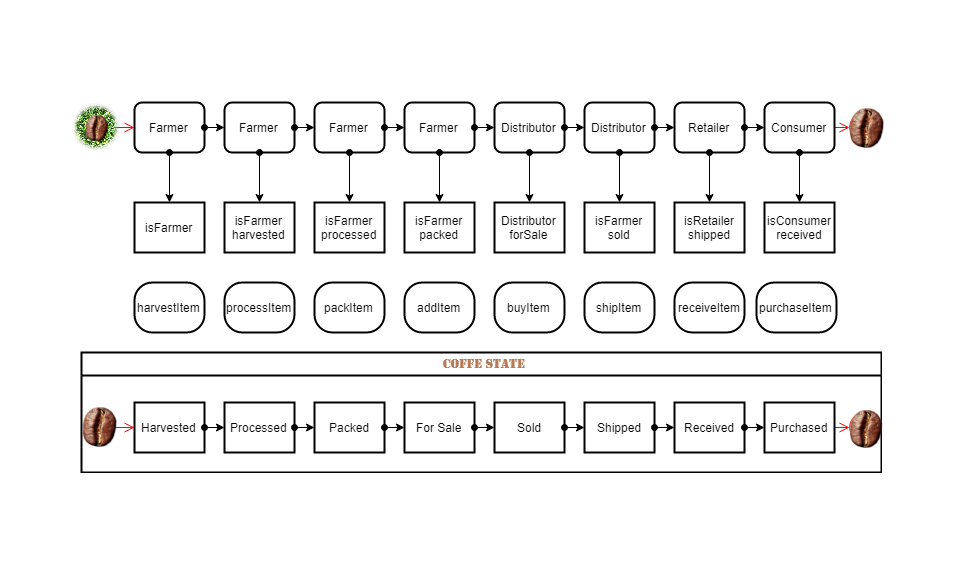 Farmer Farmer Farmer Farmer Distributor Distributor Retailer Consumer
isFarmer
isFarmer
harvested
isFarmer
processed
isFarmer
packed
Distributor
forSale
isFarmer
sold
isRetailer
shipped
isConsumer
received
harvestItem processItem packItem addItem buyItem shipItem receiveItem purchaseItem
COFFE STATE
Harvested Processed Packed For Sale Sold Shipped Received Purchased